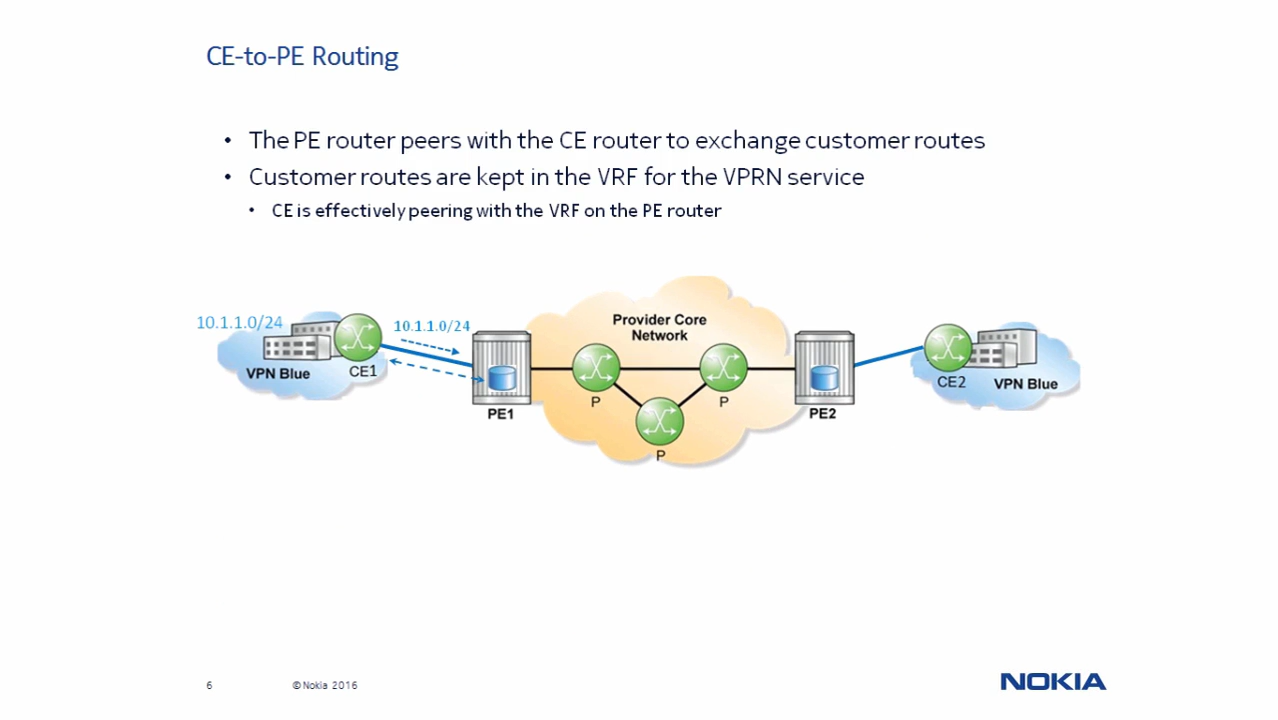 CE-to-PE Routing
• The PE router peers with the CE router to exchange customer routes
• Customer routes are kept in the VRF for the VPRN service
• CE is effectively peering with the VRF on the PE router
10.1.1.0/24
10.1.1.0/24
VPN Blue
CE1
PE1
Provider Core
Network
P
P
P
PE2
CE2
VPN Blue
6
© Nokia 2016
NOKIA